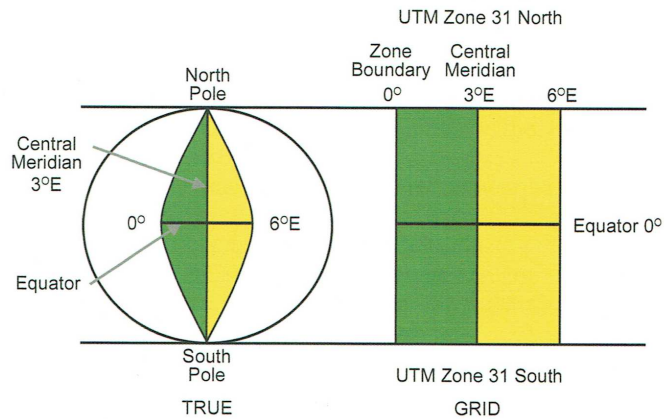 UTM Zone 31 North
Zone
Boundary
0°
Central
Meridian
3°E
6°E
North
Pole
Central
Meridian
3°E
0°
6°E
Equator
Equator 0°
South
Pole
UTM Zone 31 South
TRUE
GRID